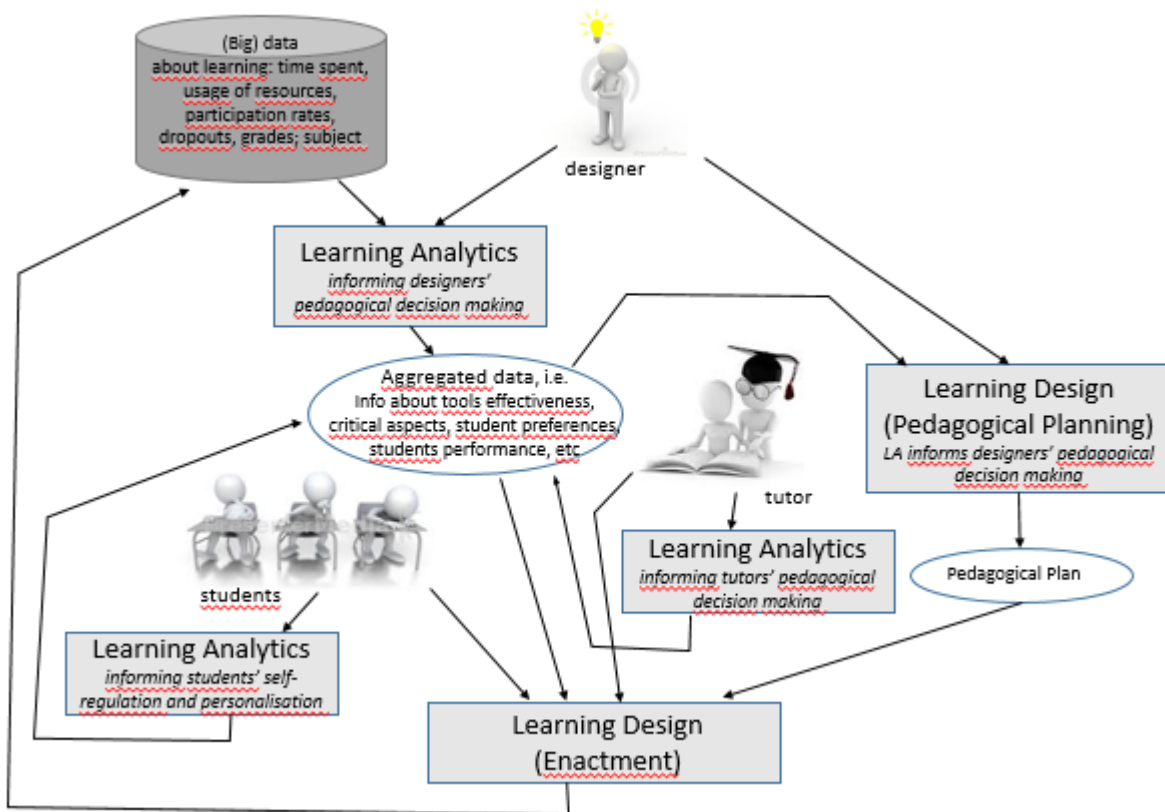 (Big) data
about learning: time spent,
usage of resources,
participation rates,
dropouts, grades; subject
designer
Learning Analytics
informing designers'
pedagogical decision making
Aggregated data, i.e.
Info about tools effectiveness,
critical aspects, student preferences,
students performance, etc
tutor
Learning Design
(Pedagogical Planning)
LA informs designers' pedagogical
decision making
students
Learning Analytics
informing tutors' pedagogical
decision making
Pedagogical Plan
Learning Analytics
informing students' self-
regulation and personalisation
Learning Design
(Enactment)